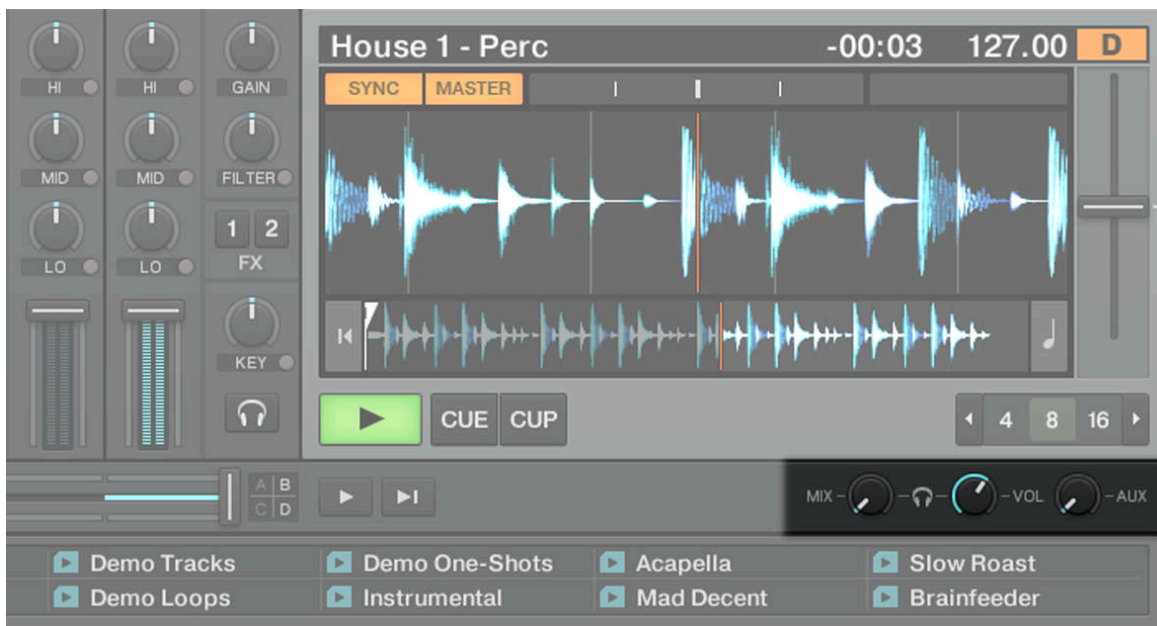 House 1 - Perc -00:03 127.00 D
HI HI GAIN
SYNC MASTER
MID MID FILTER
1 2
LO LO FX
KEY
CUE CUP 4 8 16
A B
C D
MIX VOL AUX
Demo Tracks Demo One-Shots Acapella Slow Roast
Demo Loops Instrumental Mad Decent Brainfeeder